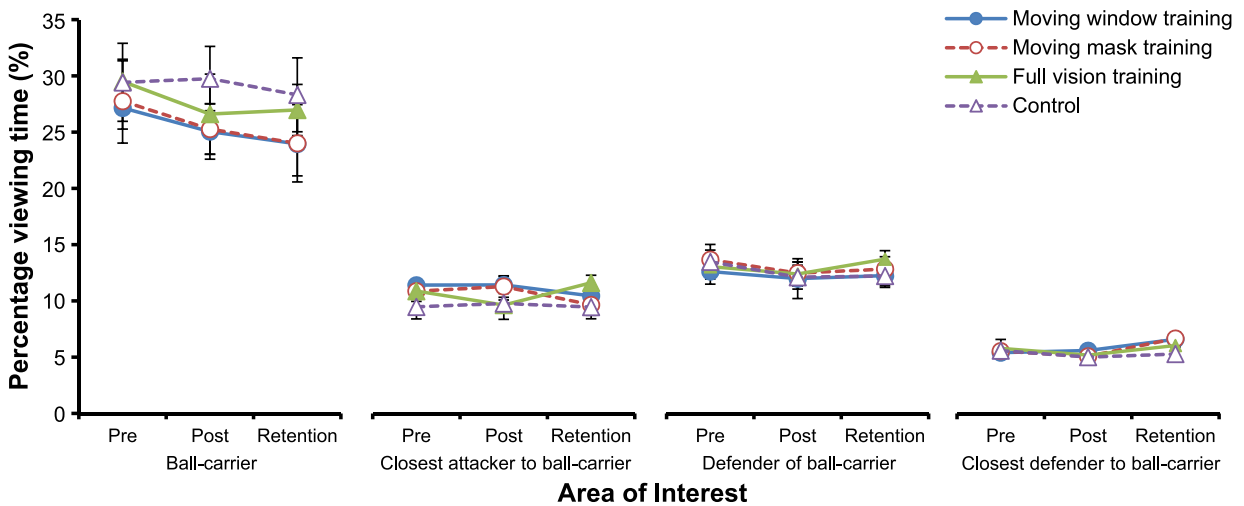 Percentage viewing time (%)
35
30
25
20
15
10
5
0
Moving window training
Moving mask training
Full vision training
Control
Pre Post Retention Pre Post Retention Pre Post Retention Pre Post Retention
Ball-carrier Closest attacker to ball-carrier Defender of ball-carrier Closest defender to ball-carrier
Area of Interest